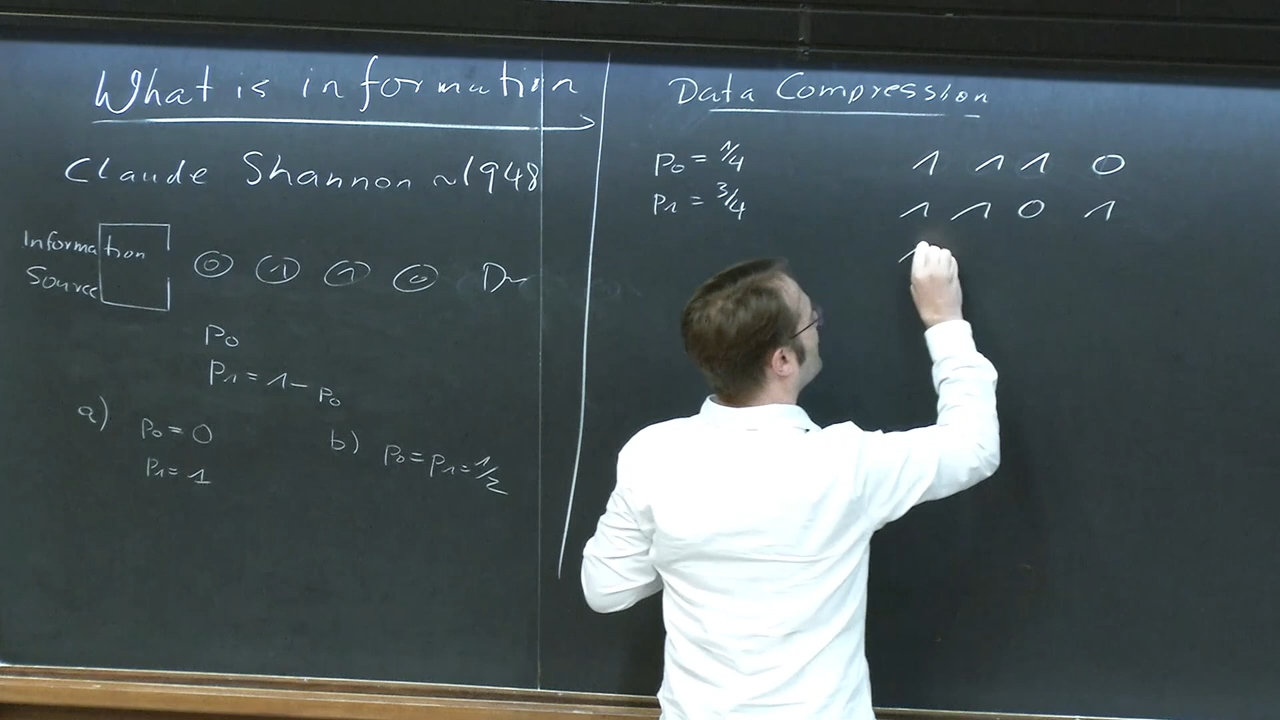 What is information
Claude Shannon ~1948
Information
Source
0 1 1 0
p0
p1 = 1 - p0
a)
p0 = 0
p1 = 1
b)
p0 = p1 = 1/2
Data Compression
p0 = 1/4
p1 = 3/4
1 1 1 0
1 1 0 1
1